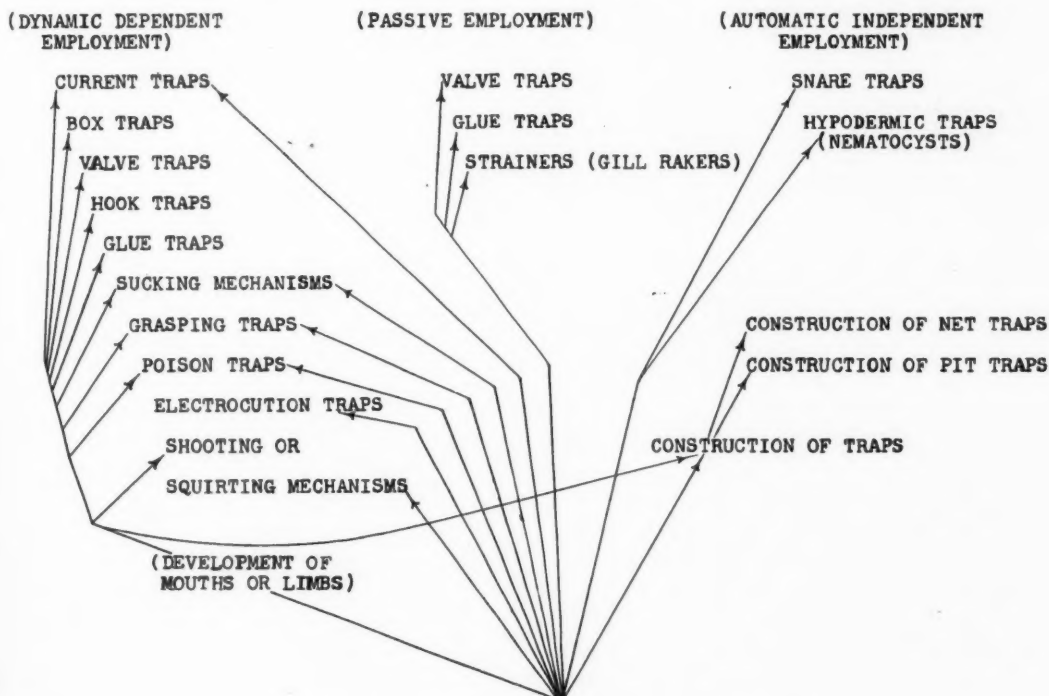 (DYNAMIC DEPENDENT
EMPLOYMENT)
(PASSIVE EMPLOYMENT)
(AUTOMATIC INDEPENDENT
EMPLOYMENT)
CURRENT TRAPS
BOX TRAPS
VALVE TRAPS
HOOK TRAPS
GLUE TRAPS
SUCKING MECHANISMS
GRASPING TRAPS
POISON TRAPS
ELECTROCUTION TRAPS
SHOOTING OR
SQUIRTING MECHANISMS
(DEVELOPMENT OF
MOUTHS OR LIMBS)
VALVE TRAPS
GLUE TRAPS
STRAINERS (GILL RAKERS)
SNARE TRAPS
HYPODERMIC TRAPS
(NEMATOCYSTS)
CONSTRUCTION OF NET TRAPS
CONSTRUCTION OF PIT TRAPS
CONSTRUCTION OF TRAPS